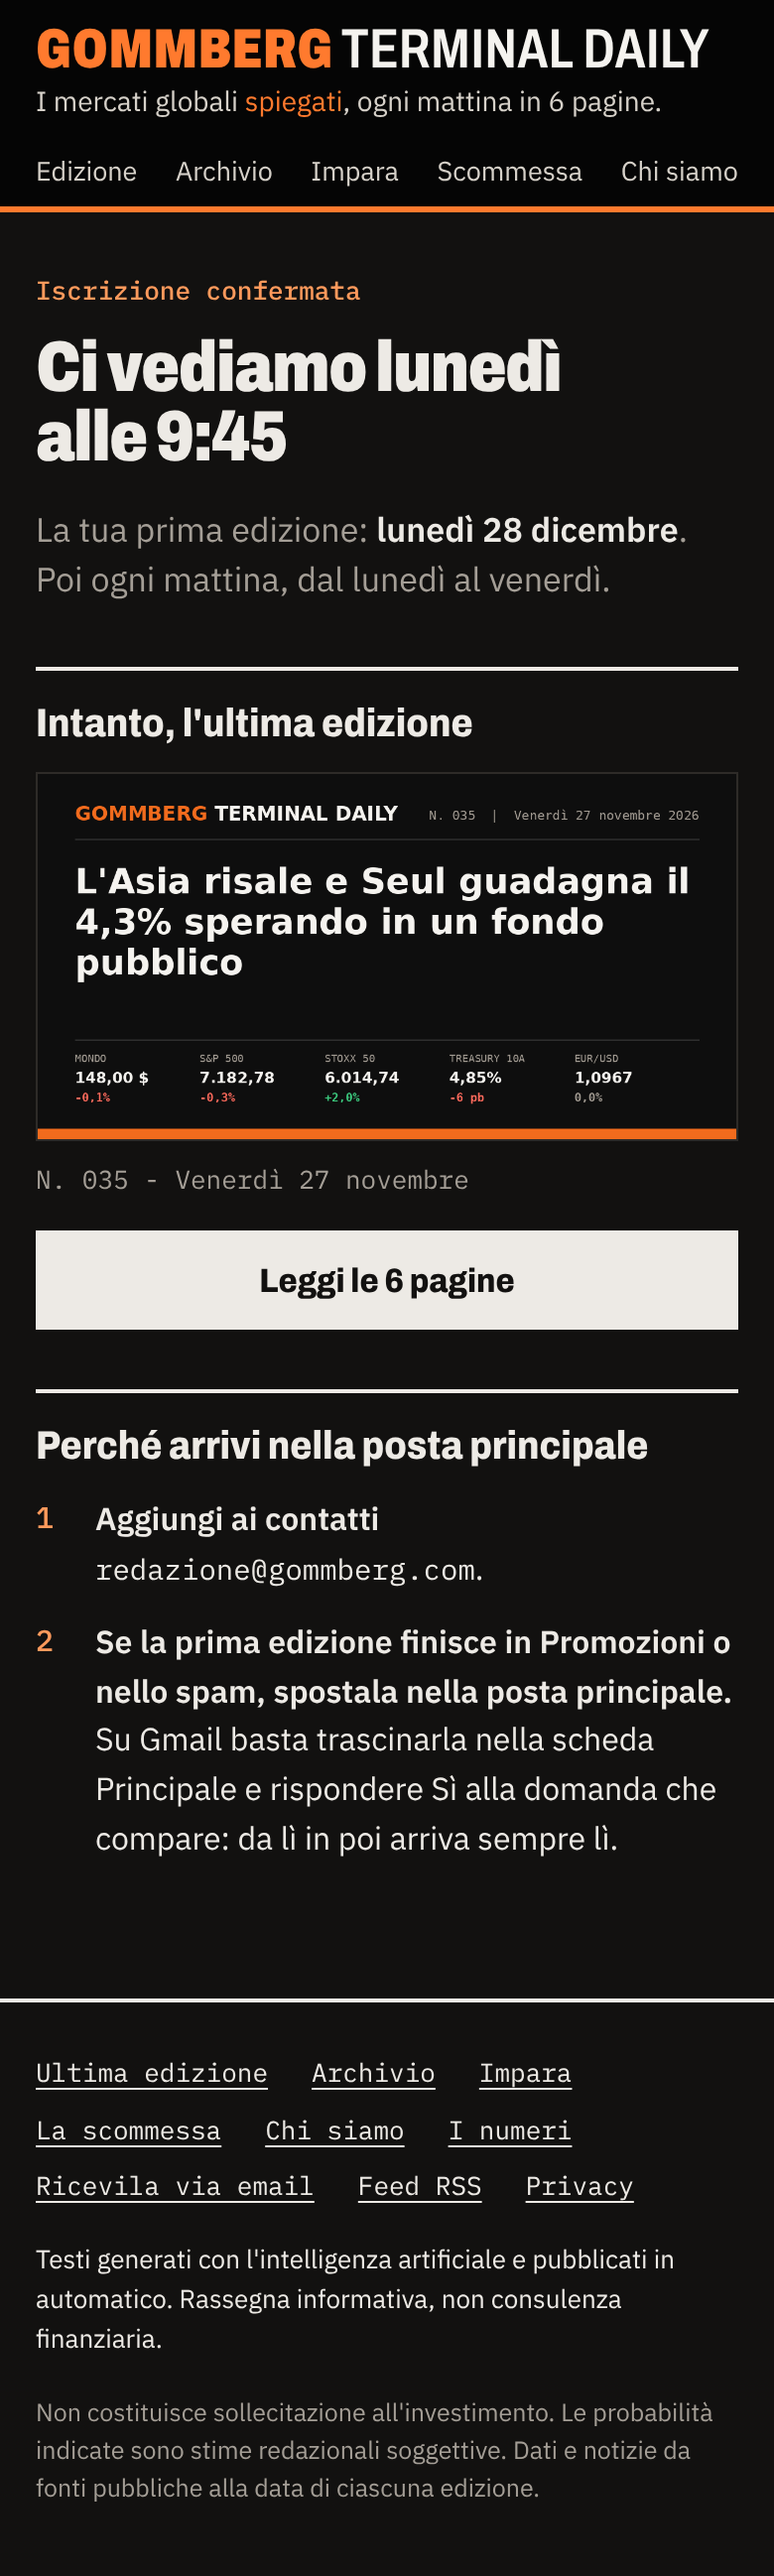 GOMMBERG TERMINAL DAILY
I mercati globali spiegati, ogni mattina in 6 pagine.
Edizione Archivio Impara Scommessa Chi siamo
Iscrizione confermata
Ci vediamo lunedì
alle 9:45
La tua prima edizione: lunedì 28 dicembre.
Poi ogni mattina, dal lunedì al venerdì.
Intanto, l'ultima edizione
GOMMBERG TERMINAL DAILY N. 035 | Venerdì 27 novembre 2026
L'Asia risale e Seul guadagna il
4,3% sperando in un fondo
pubblico
MONDO S&P 500 STOXX 50 TREASURY 10A EUR/USD
148,00 $ 7.182,78 6.014,74 4,85% 1,0967
-0,1% -0,3% +2,0% -6 pb 0,0%
N. 035 - Venerdì 27 novembre
Leggi le 6 pagine
Perché arrivi nella posta principale
1 Aggiungi ai contatti
redazione@gommberg.com.
2 Se la prima edizione finisce in Promozioni o
nello spam, spostala nella posta principale.
Su Gmail basta trascinarla nella scheda
Principale e rispondere Sì alla domanda che
compare: da lì in poi arriva sempre lì.
Ultima edizione Archivio Impara
La scommessa Chi siamo I numeri
Ricevila via email Feed RSS Privacy
Testi generati con l'intelligenza artificiale e pubblicati in
automatico. Rassegna informativa, non consulenza
finanziaria.
Non costituisce sollecitazione all'investimento. Le probabilità
indicate sono stime redazionali soggettive. Dati e notizie da
fonti pubbliche alla data di ciascuna edizione.